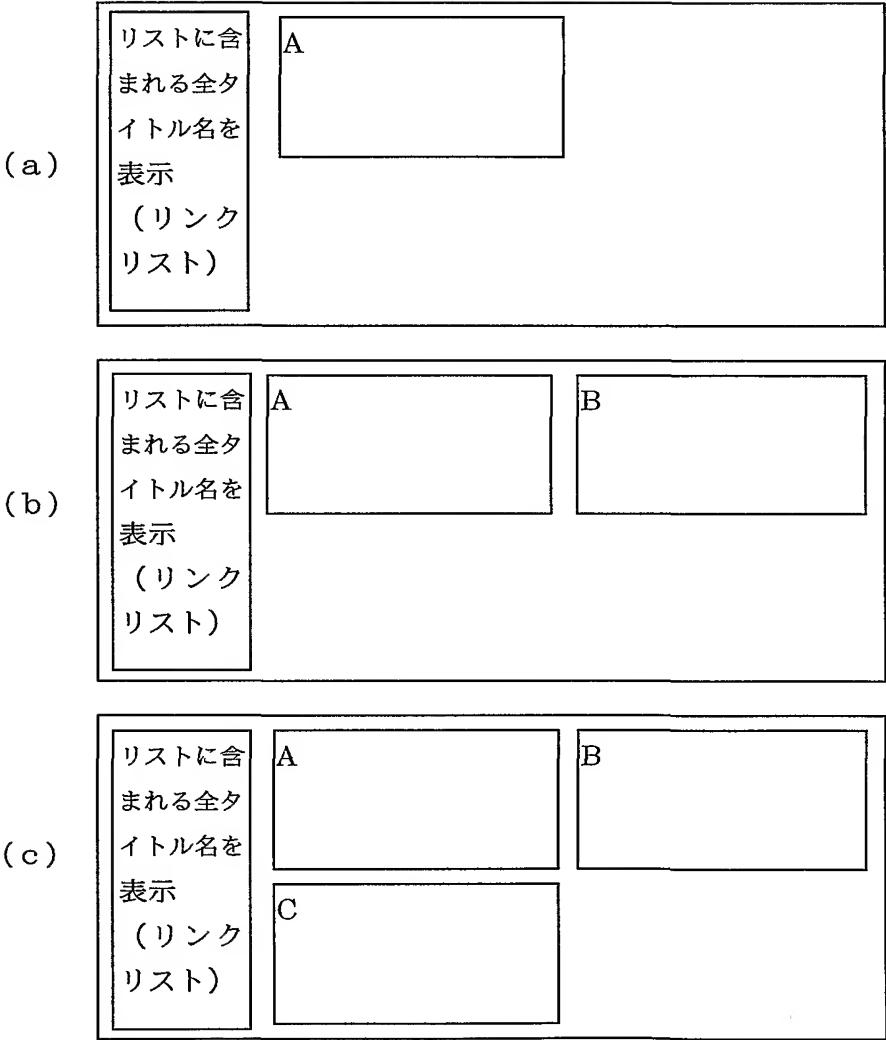 (a)
リストに含
まれる全タ
イトル名を
表示
(リンク
リスト)
A
(b)
リストに含
まれる全タ
イトル名を
表示
(リンク
リスト)
A
B
(c)
リストに含
まれる全タ
イトル名を
表示
(リンク
リスト)
A
B
C